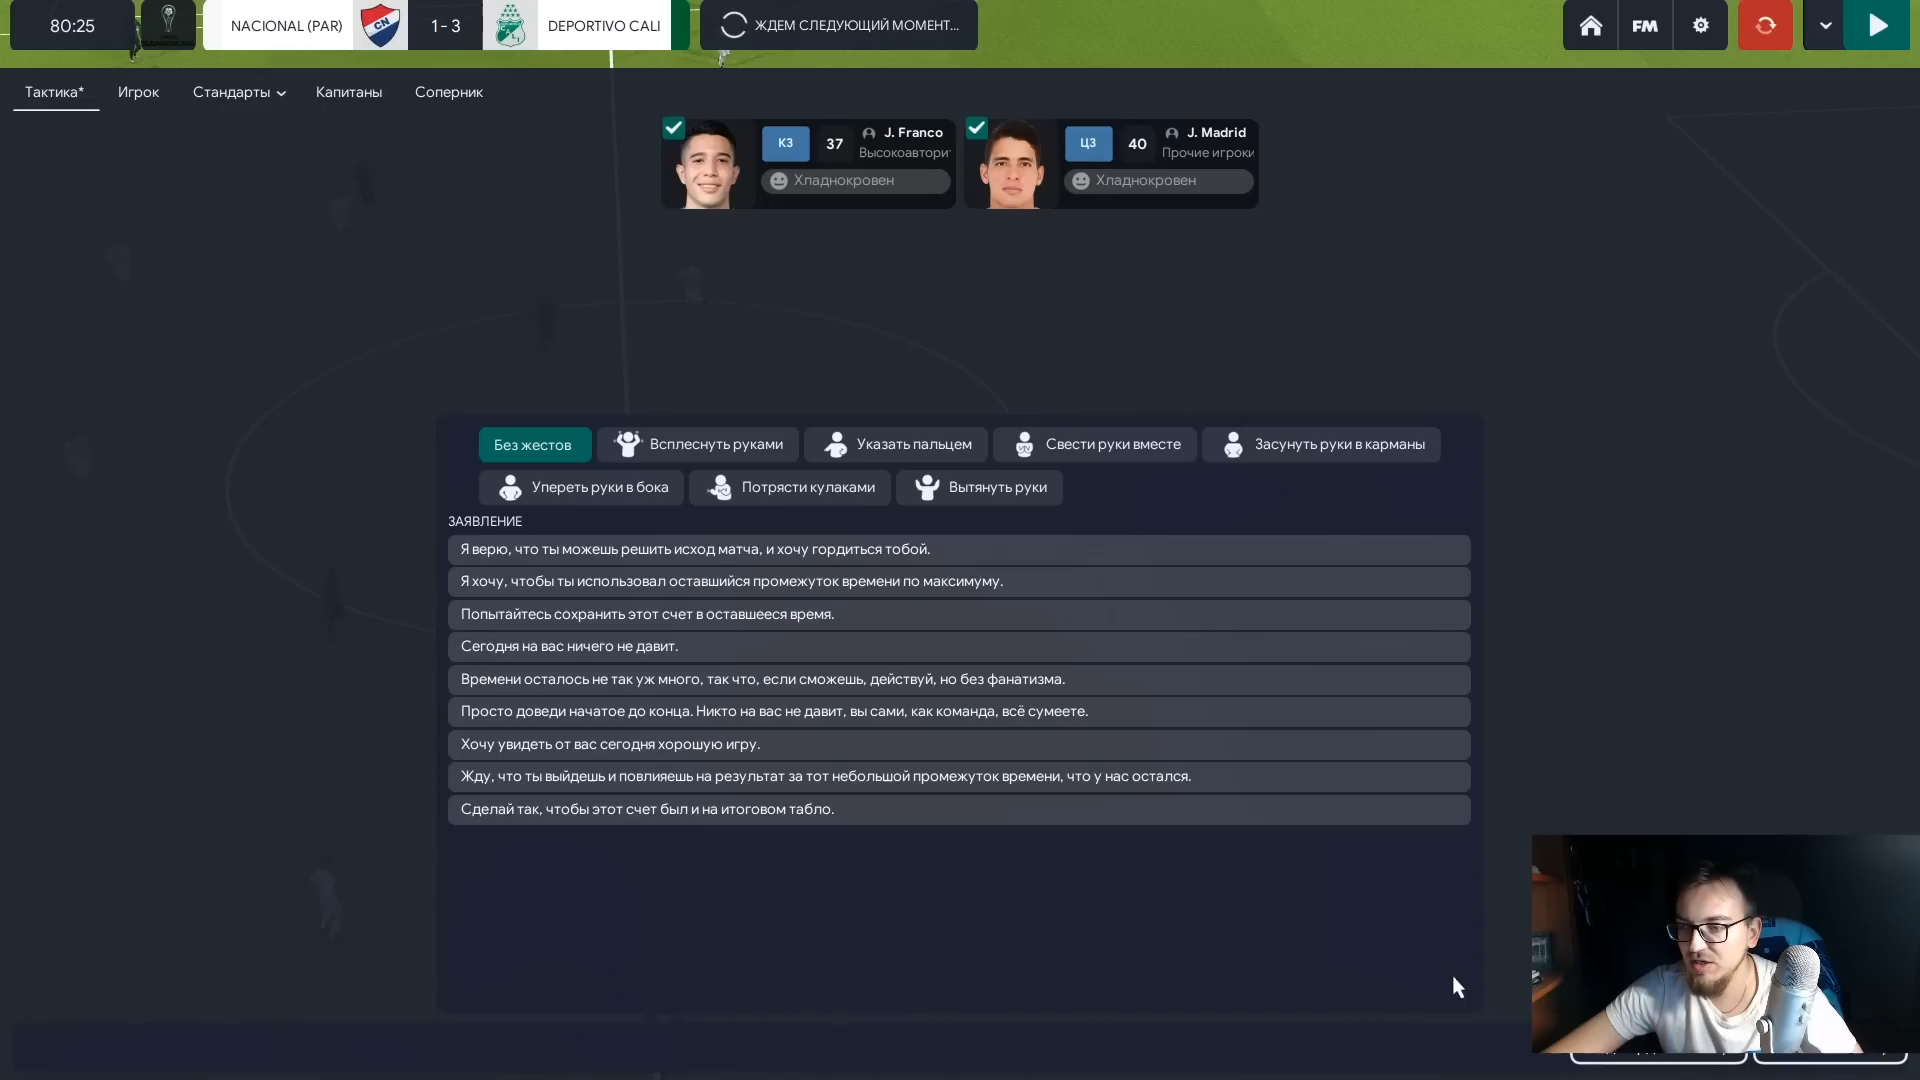 80:25
NACIONAL (PAR)
1 - 3
DEPORTIVO CALI
ЖДЕМ СЛЕДУЮЩИЙ МОМЕНТ...
FM
Тактика*
Игрок
Стандарты
Капитаны
Соперник
КЗ 37 J. Franco
Высокоавтори
Хладнокровен
ЦЗ 40 J. Madrid
Прочие игроки
Хладнокровен
Без жестов
Всплеснуть руками
Указать пальцем
Свести руки вместе
Засунуть руки в карманы
Упереть руки в бока
Потрясти кулаками
Вытянуть руки
ЗАЯВЛЕНИЕ
Я верю, что ты можешь решить исход матча, и хочу гордиться тобой.
Я хочу, чтобы ты использовал оставшийся промежуток времени по максимуму.
Попытайтесь сохранить этот счет в оставшееся время.
Сегодня на вас ничего не давит.
Времени осталось не так уж много, так что, если сможешь, действуй, но без фанатизма.
Просто доведи начатое до конца. Никто на вас не давит, вы сами, как команда, всё сумеете.
Хочу увидеть от вас сегодня хорошую игру.
Жду, что ты выйдешь и повлияешь на результат за тот небольшой промежуток времени, что у нас остался.
Сделай так, чтобы этот счет был и на итоговом табло.